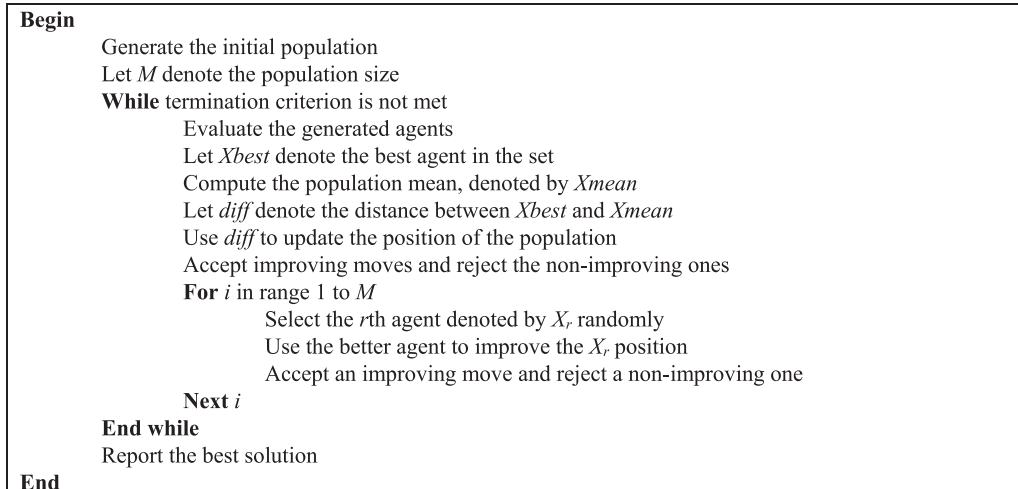 Begin
Generate the initial population
Let M denote the population size
While termination criterion is not met
Evaluate the generated agents
Let Xbest denote the best agent in the set
Compute the population mean, denoted by Xmean
Let diff denote the distance between Xbest and Xmean
Use diff to update the position of the population
Accept improving moves and reject the non-improving ones
For i in range 1 to M
Select the rth agent denoted by Xr randomly
Use the better agent to improve the Xr position
Accept an improving move and reject a non-improving one
Next i
End while
Report the best solution
End